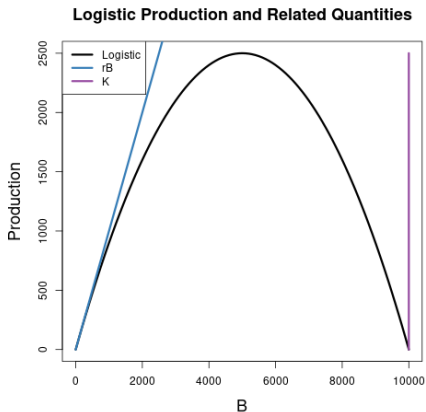 Logistic Production and Related Quantities
Logistic
rB
K
Production
2500
2000
1500
1000
500
0
0 2000 4000 6000 8000 10000
B